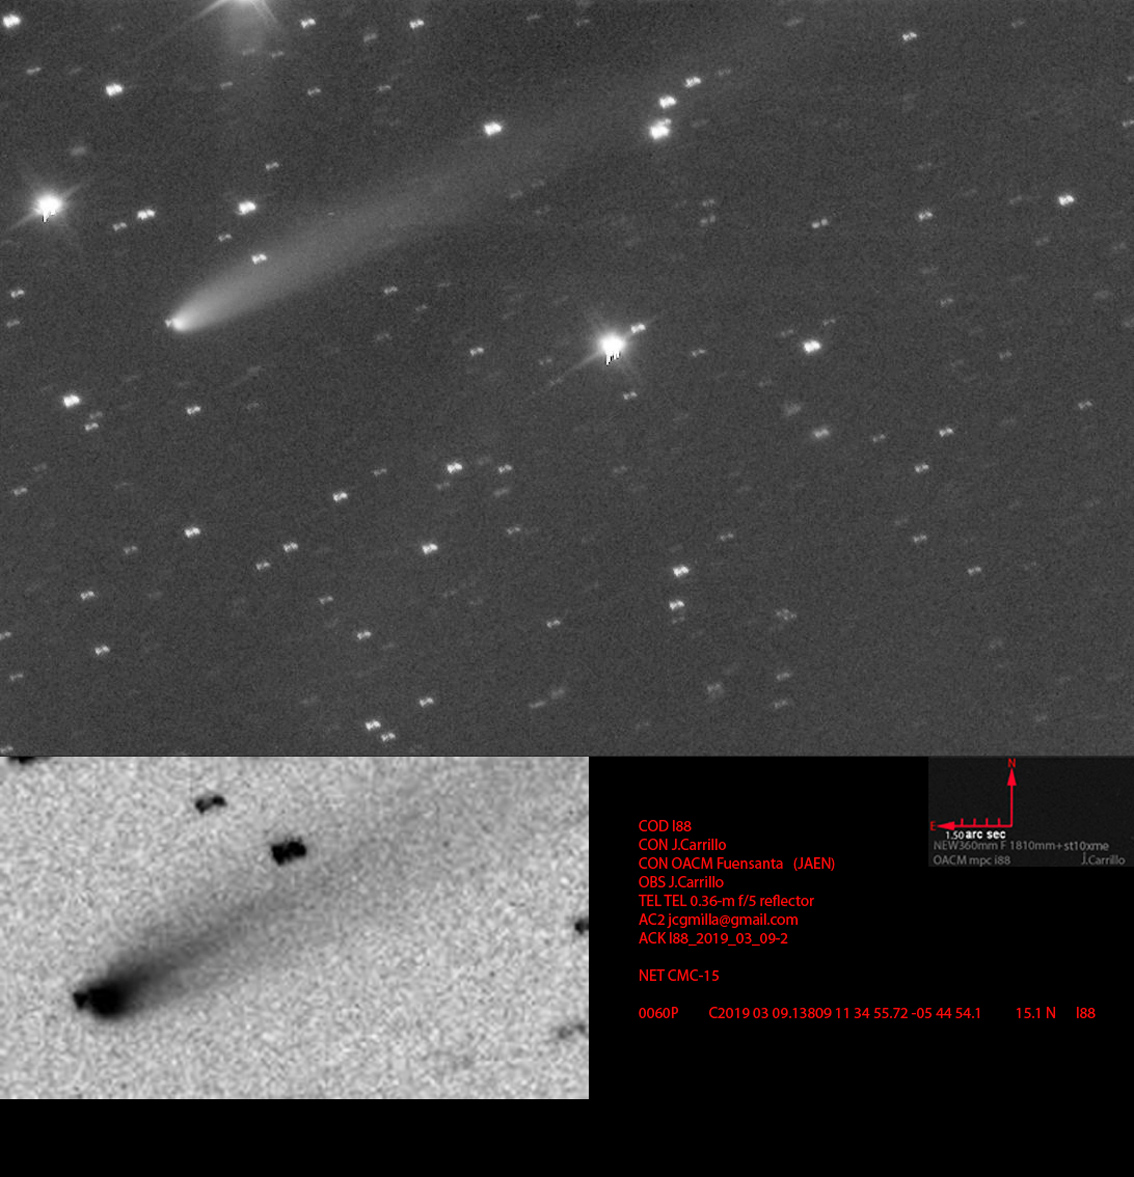 COD I88
CON J.Carrillo
CON OACM Fuensanta (JAEN)
OBS J.Carrillo
TEL TEL 0.36-m f/5 reflector
AC2 jcgmilla@gmail.com
ACK I88_2019_03_09-2
NET CMC-15
0060P C2019 03 09.13809 11 34 55.72 -05 44 54.1 15.1 N I88
N
E
1.50 arc sec
NEW360mm F 1810mm+st10xme
OACM mpc i88 J.Carrillo